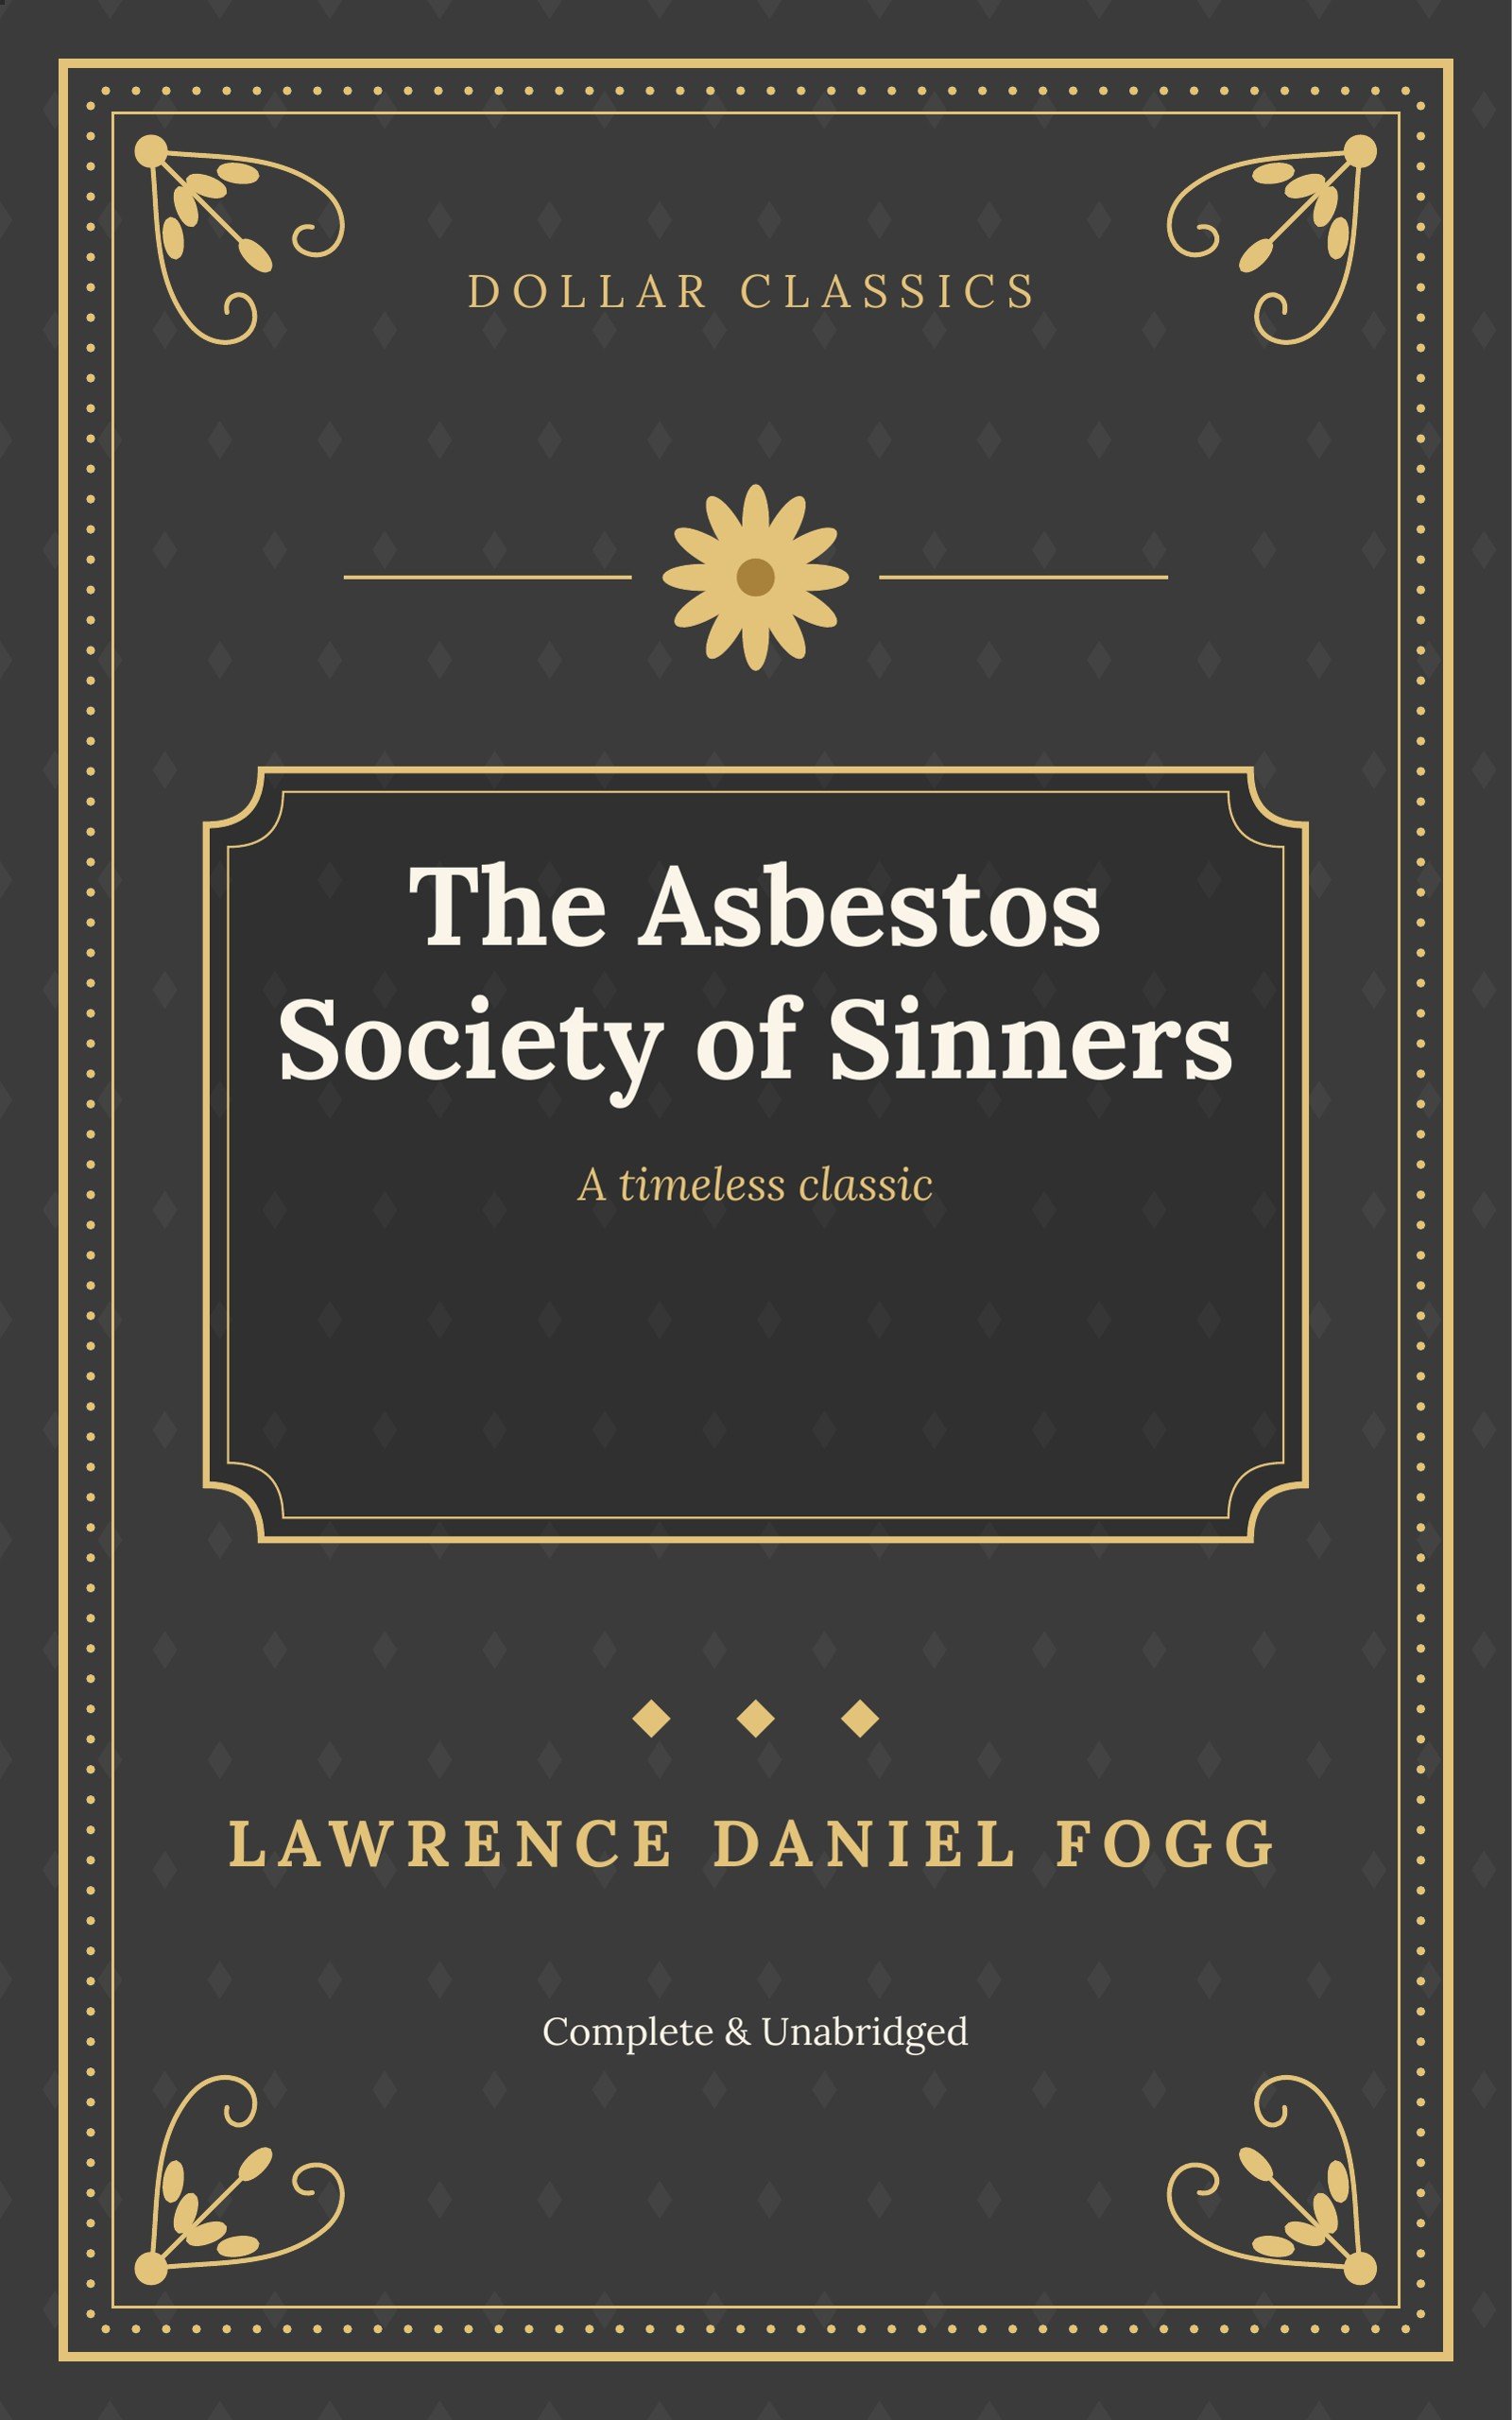 DOLLAR CLASSICS
The Asbestos
Society of Sinners
A timeless classic
LAWRENCE DANIEL FOGG
Complete & Unabridged